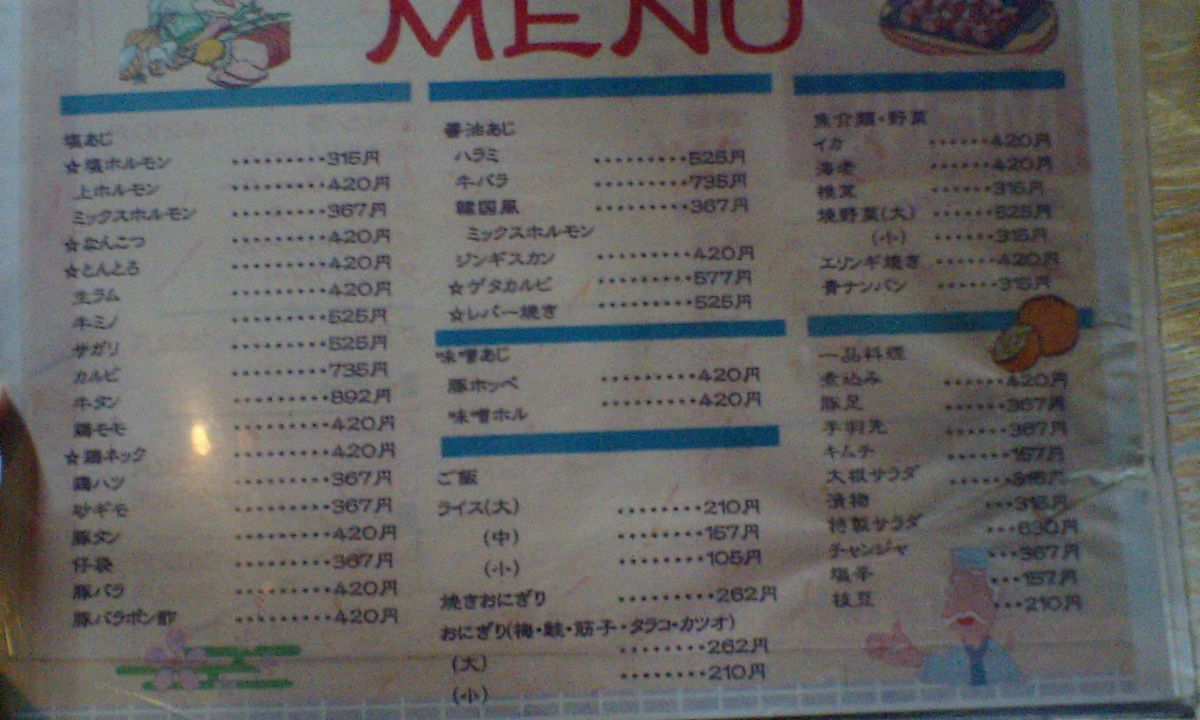 MENU
塩あじ
☆塩ホルモン ・・・・・・・・・315円
上ホルモン ・・・・・・・・・420円
ミックスホルモン ・・・・・・・・・367円
☆なんこつ ・・・・・・・・・420円
☆とんとろ ・・・・・・・・・420円
生ラム ・・・・・・・・・420円
牛ミノ ・・・・・・・・・525円
サガリ ・・・・・・・・・525円
カルビ ・・・・・・・・・735円
牛タン ・・・・・・・・・892円
鶏モモ ・・・・・・・・・420円
☆鶏ネック ・・・・・・・・・420円
鶏ハツ ・・・・・・・・・367円
砂ギモ ・・・・・・・・・367円
豚タン ・・・・・・・・・420円
仔袋 ・・・・・・・・・367円
豚バラ ・・・・・・・・・420円
豚バラポン酢 ・・・・・・・・・420円
醤油あじ
ハラミ ・・・・・・・・・525円
牛バラ ・・・・・・・・・735円
韓国風 ・・・・・・・・・367円
ミックスホルモン
ジンギスカン ・・・・・・・・・420円
☆ゲタカルビ ・・・・・・・・・577円
☆レバー焼き ・・・・・・・・・525円
味噌あじ
豚ホッペ ・・・・・・・・・420円
味噌ホル ・・・・・・・・・420円
ご飯
ライス(大) ・・・・・・・・210円
(中) ・・・・・・・・157円
(小) ・・・・・・・・105円
焼きおにぎり ・・・・・・・・・262円
おにぎり(梅・鮭・筋子・タラコ・カツオ)
(大) ・・・・・・・・262円
(小) ・・・・・・・・210円
魚介類・野菜
イカ ・・・・・・420円
海老 ・・・・・・420円
椎茸 ・・・・・・315円
焼野菜(大) ・・・・・・525円
(小) ・・・・・・315円
エリンギ焼き ・・・・・・420円
青ナンバン ・・・・・・315円
一品料理
煮込み ・・・・・・420円
豚足 ・・・・・・367円
手羽先 ・・・・・・367円
キムチ ・・・・・・157円
大根サラダ ・・・・・・315円
漬物 ・・・315円
特製サラダ ・・・630円
チャンジャ ・・・367円
塩辛 ・・・157円
枝豆 ・・・210円